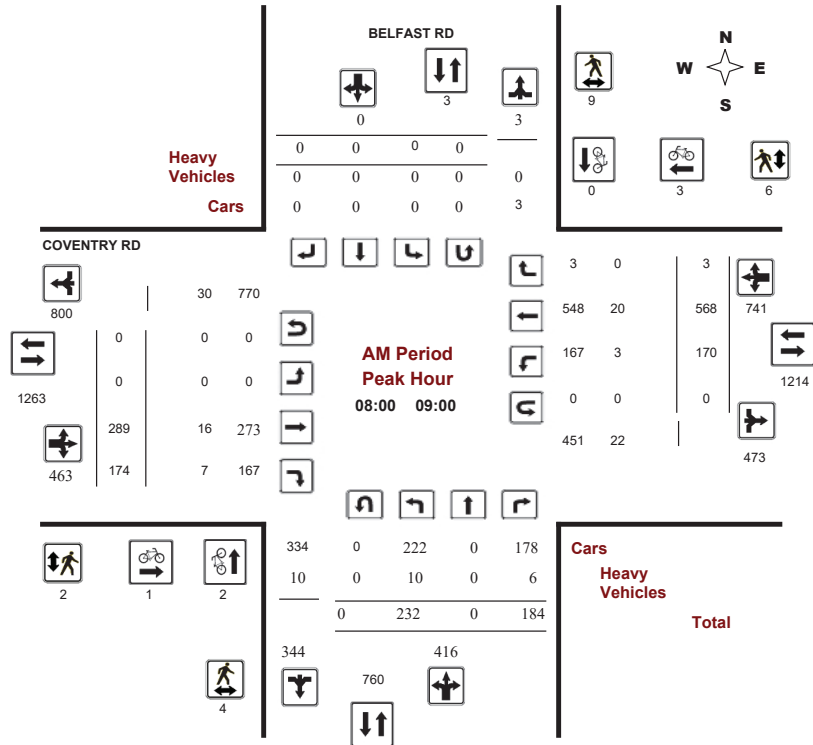 BELFAST RD
N
W E
S
3
9
0 3
0 0 0 0
Heavy
Vehicles
0 0 0 0 0
0 3 6
Cars
0 0 0 0 3
COVENTRY RD
3 0 3
800
30 770
548 20 568 741
0 0 0
AM Period
Peak Hour
08:00 09:00
167 3 170
1214
1263
0 0 0
0 0 0
289 16 273
451 22
473
463
174 7 167
334 0 222 0 178
Cars
10 0 10 0 6
Heavy
Vehicles
2 1 2
0 232 0 184
Total
344 416
760
4